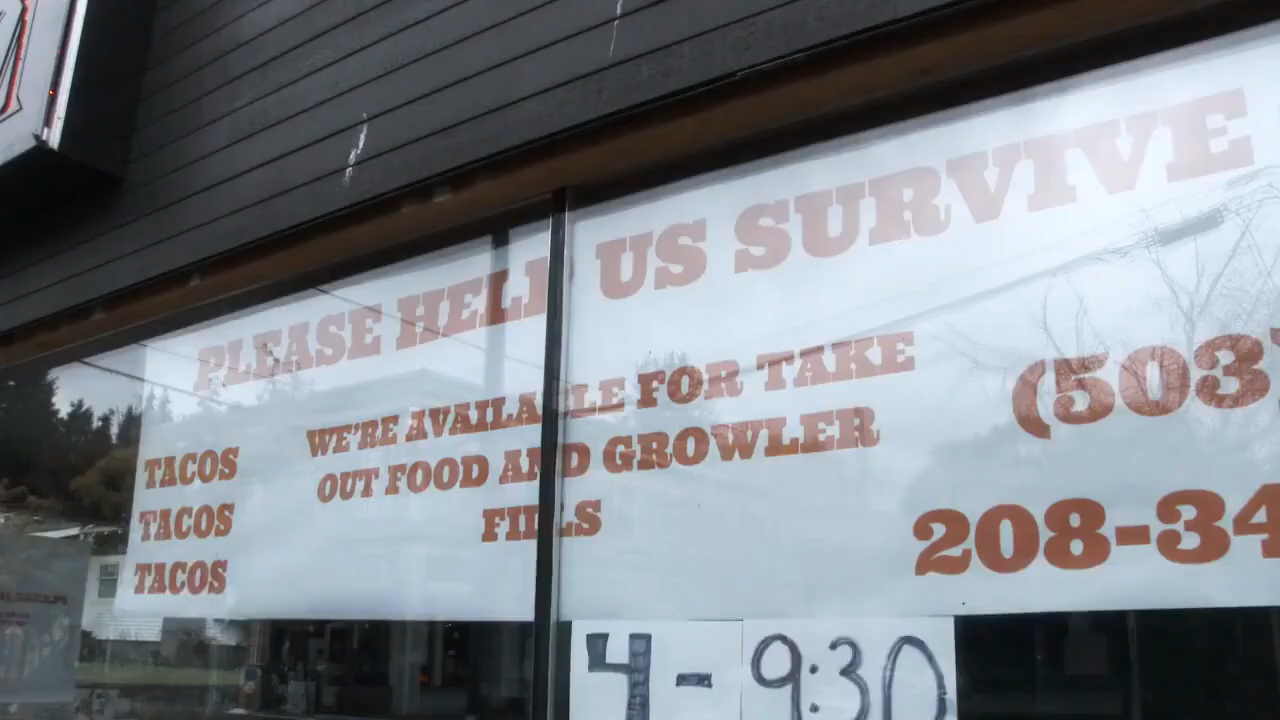 PLEASE HELP US SURVIVE
WE'RE AVAILABLE FOR TAKE
OUT FOOD AND GROWLER
FILLS
TACOS
TACOS
TACOS
(503)
208-34
4-9:30